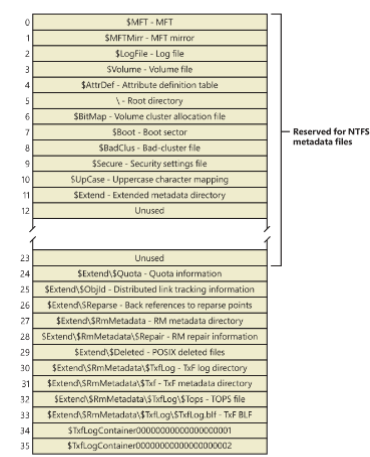 0 $MFT - MFT
1 $MFTMirr - MFT mirror
2 $LogFile - Log file
3 $Volume - Volume file
4 $AttrDef - Attribute definition table
5 \ - Root directory
6 $BitMap - Volume cluster allocation file
7 $Boot - Boot sector
8 $BadClus - Bad-cluster file
9 $Secure - Security settings file
10 $UpCase - Uppercase character mapping
11 $Extend - Extended metadata directory
12 Unused
Reserved for NTFS
metadata files
23 Unused
24 $Extend\$Quota - Quota information
25 $Extend\$ObjId - Distributed link tracking information
26 $Extend\$Reparse - Back references to reparse points
27 $Extend\$RmMetadata - RM metadata directory
28 $Extend\$RmMetadata\$Repair - RM repair information
29 $Extend\$Deleted - POSIX deleted files
30 $Extend\$RmMetadata\$TxfLog - TxF log directory
31 $Extend\$RmMetadata\$Txf - TxF metadata directory
32 $Extend\$RmMetadata\$TxfLog\$Tops - TOPS file
33 $Extend\$RmMetadata\$TxfLog\$TxfLog.blf - TxF BLF
34 $TxfLogContainer00000000000000000001
35 $TxfLogContainer00000000000000000002